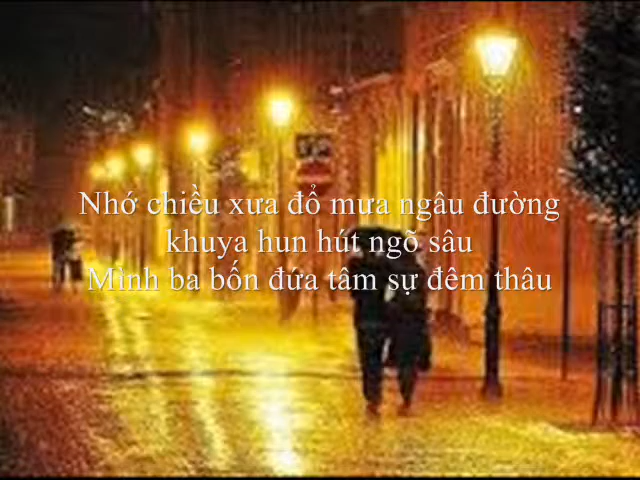 Nhớ chiều xưa đổ mưa ngâu đường
khuya hun hút ngõ sâu
Mình ba bốn đứa tâm sự đêm thâu